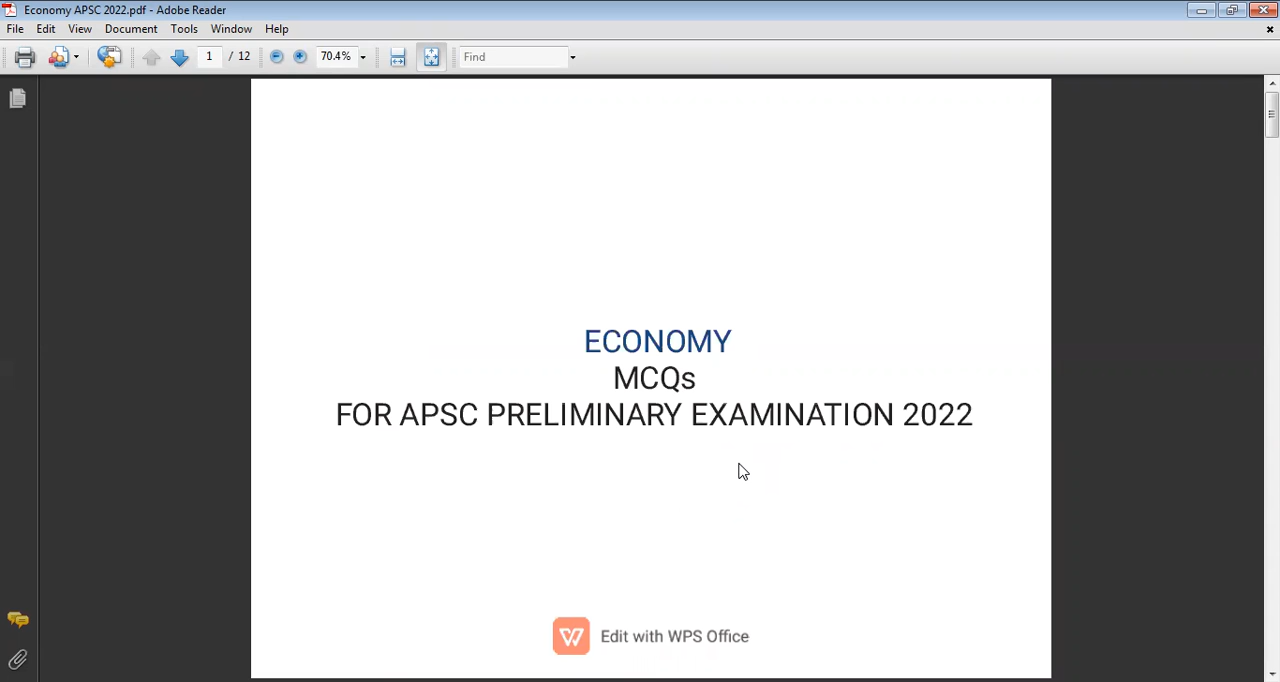 Economy APSC 2022.pdf - Adobe Reader
File Edit View Document Tools Window Help
1 / 12 70.4% Find
ECONOMY
MCQs
FOR APSC PRELIMINARY EXAMINATION 2022
Edit with WPS Office